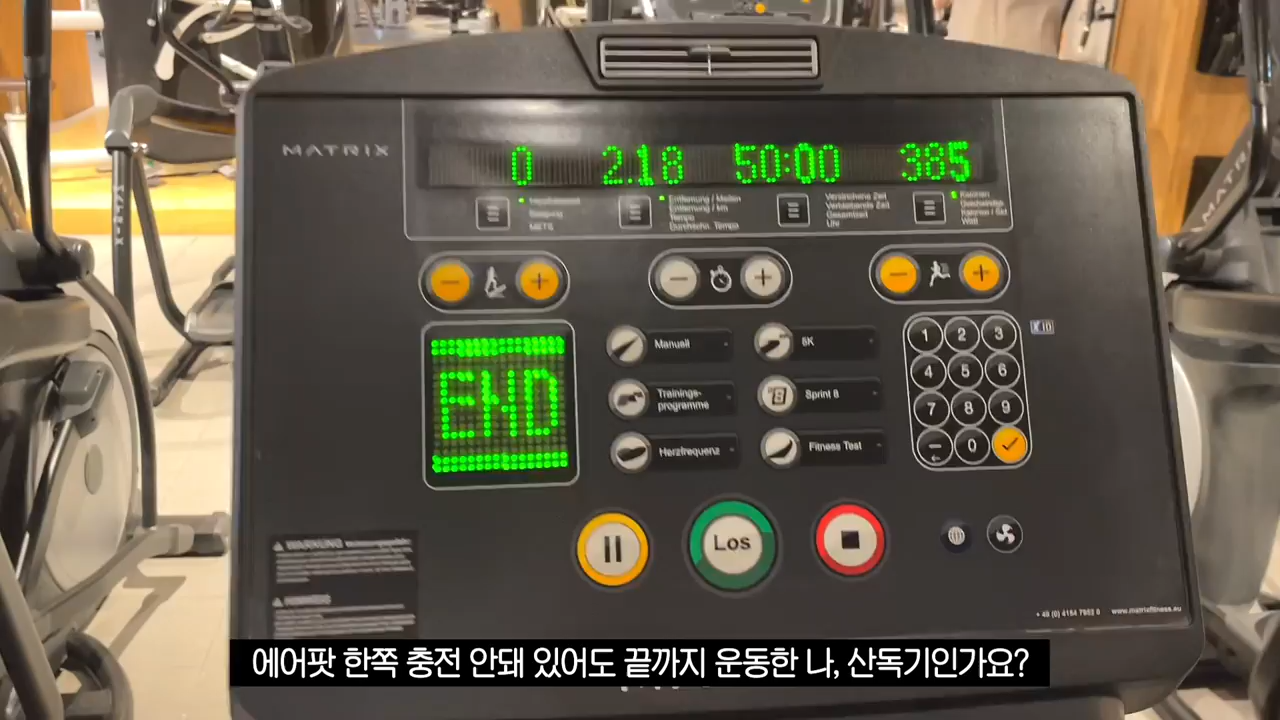 MATRIX
0 2.18 50:00 385
Entfernung / Meilen
Entfernung / km
Tempo
Durchschn. Tempo
Verstrichene Zeit
Verbleibende Zeit
Gesamtzeit
Uhr
METS
Kalorien
Watt
− + − + − +
END
Manuell
5K
Trainings-
programme
Sprint 8
Herzfrequenz
Fitness Test
1 2 3
4 5 6
7 8 9
0
ID
Los
WARNUNG
www.matrixfitness.eu
MATRIX
에어팟 한쪽 충전 안돼 있어도 끝까지 운동한 나, 산독기인가요?